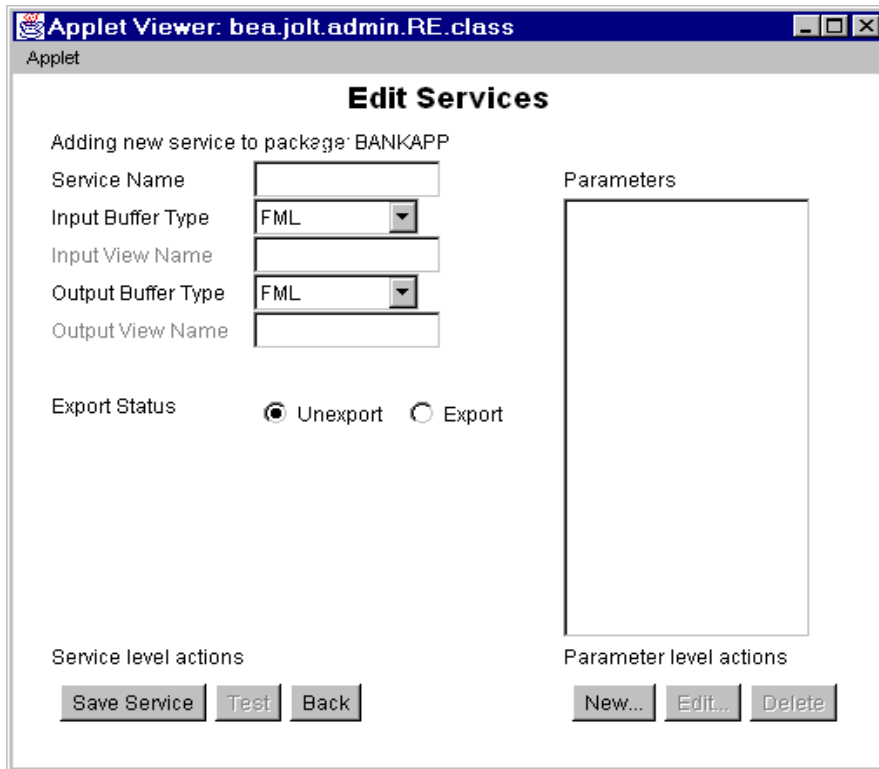 Applet Viewer: bea.jolt.admin.RE.class
Applet
Edit Services
Adding new service to package: BANKAPP
Service Name
Parameters
Input Buffer Type FML
Input View Name
Output Buffer Type FML
Output View Name
Export Status Unexport Export
Service level actions
Parameter level actions
Save Service Test Back
New... Edit... Delete